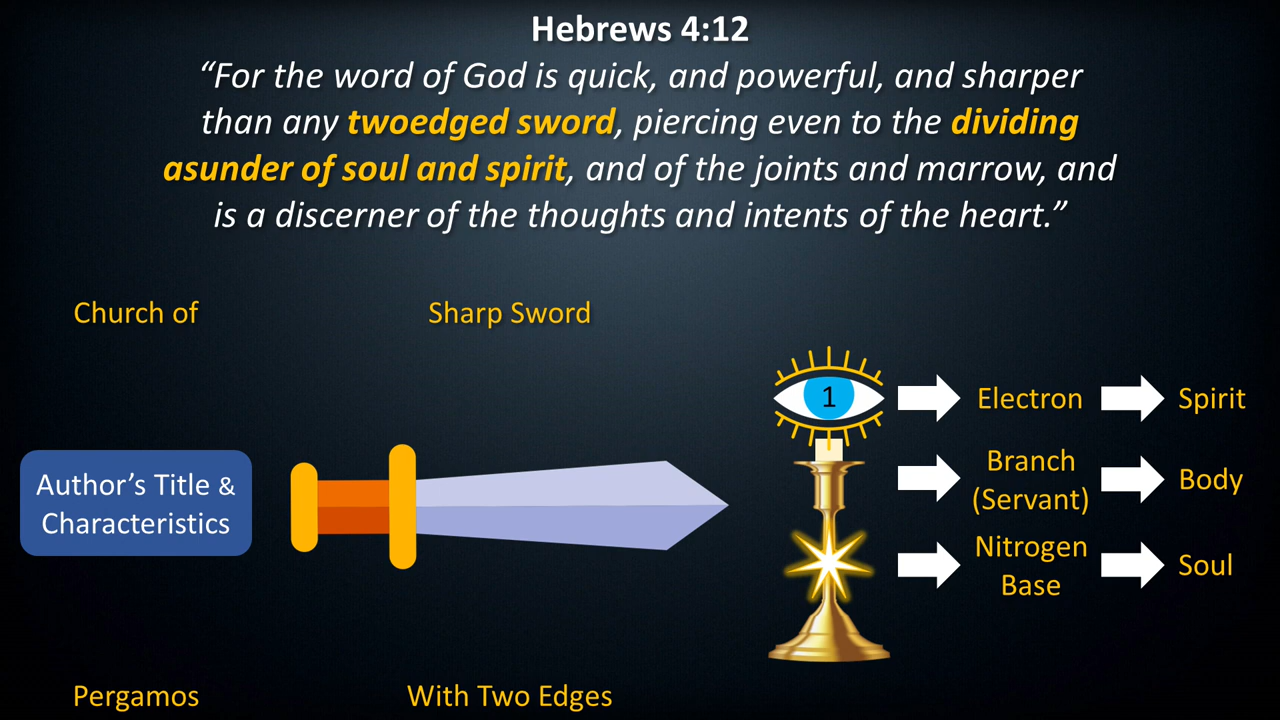 Hebrews 4:12
“For the word of God is quick, and powerful, and sharper
than any twoedged sword, piercing even to the dividing
asunder of soul and spirit, and of the joints and marrow, and
is a discerner of the thoughts and intents of the heart.”
Church of
Sharp Sword
1
Electron
Spirit
Branch
(Servant)
Body
Author’s Title &
Characteristics
Nitrogen
Base
Soul
Pergamos
With Two Edges